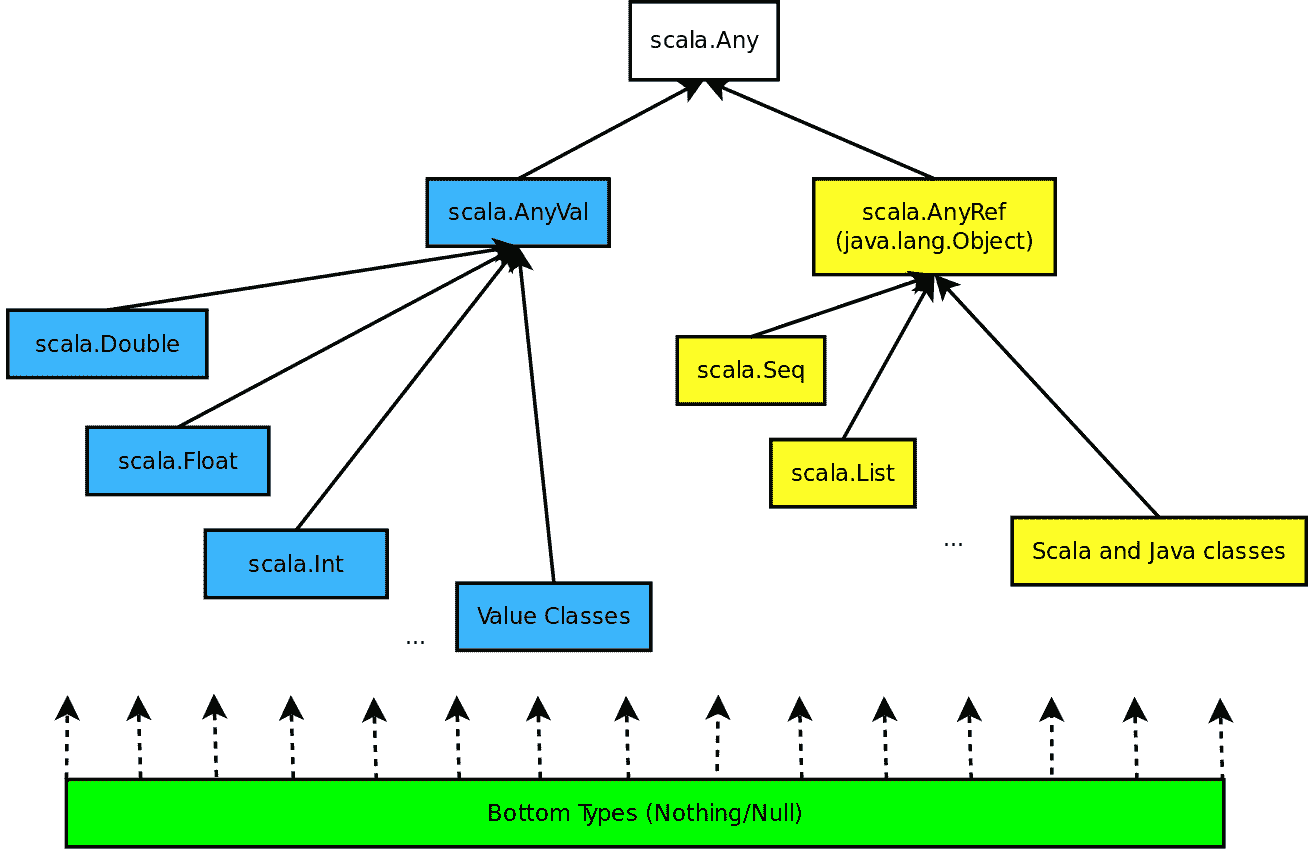 scala.Any
scala.AnyVal
scala.AnyRef
(java.lang.Object)
scala.Double
scala.Seq
scala.Float
scala.List
scala.Int
...
Scala and Java classes
Value Classes
...
Bottom Types (Nothing/Null)